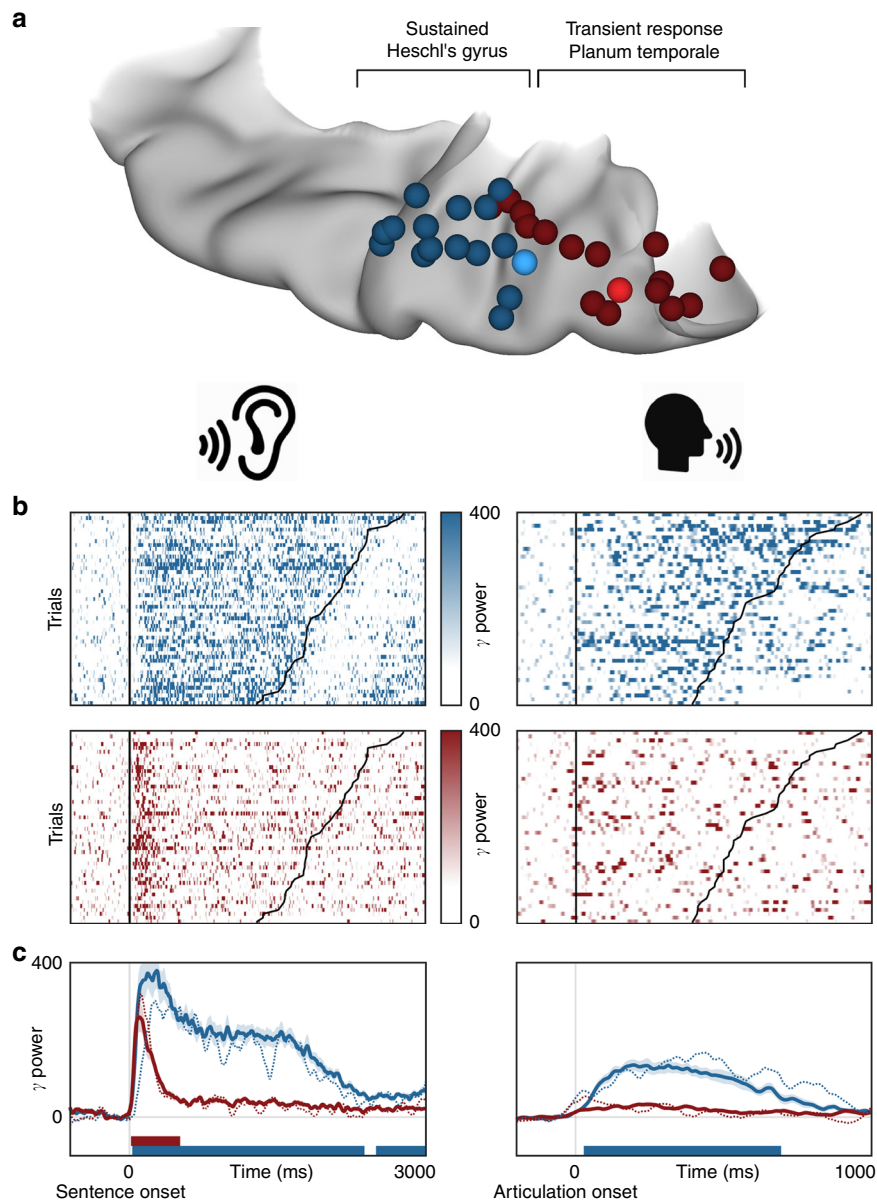 a
Sustained
Heschl's gyrus
Transient response
Planum temporale
b
Trials
400
γ power
0
Trials
400
γ power
0
c
400
γ power
0
0
Time (ms)
3000
Sentence onset
0
Time (ms)
1000
Articulation onset